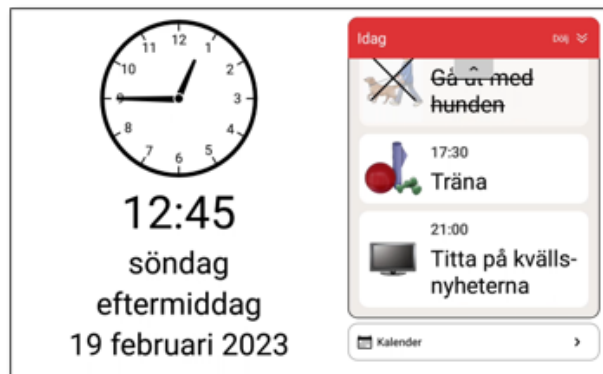 12
1
2
3
4
5
6
7
8
9
10
11
12:45
söndag
eftermiddag
19 februari 2023
Idag
Dölj
Gå ut med
hunden
17:30
Träna
21:00
Titta på kvälls-
nyheterna
Kalender